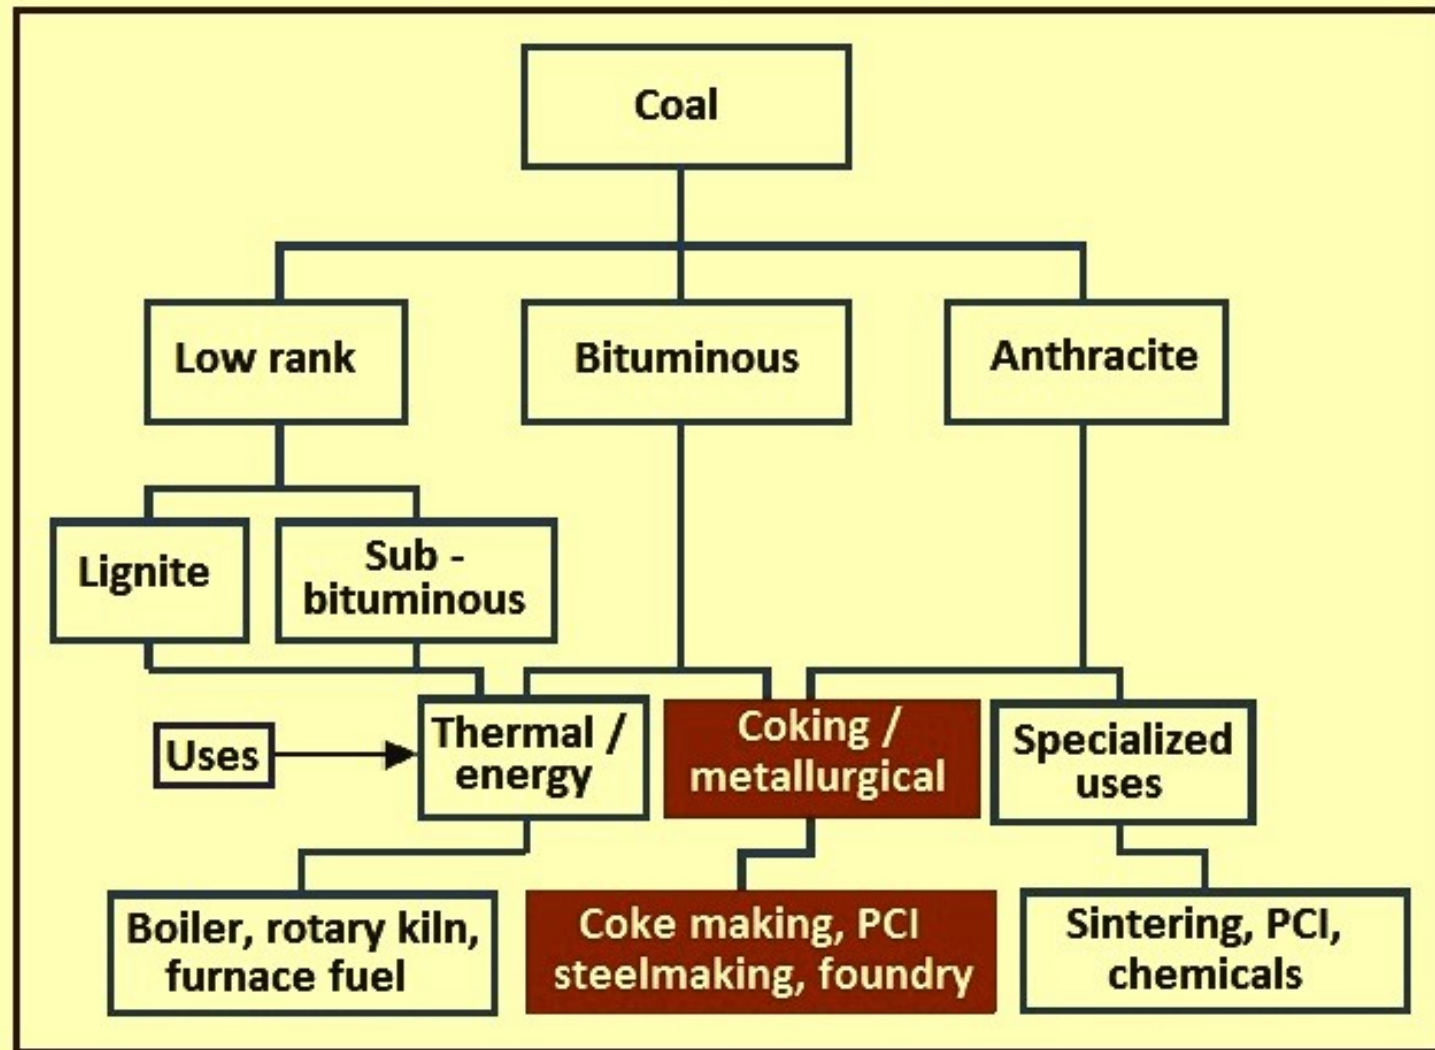 Coal
Low rank
Bituminous
Anthracite
Lignite
Sub -
bituminous
Uses
Thermal /
energy
Coking /
metallurgical
Specialized
uses
Boiler, rotary kiln,
furnace fuel
Coke making, PCI
steelmaking, foundry
Sintering, PCI,
chemicals